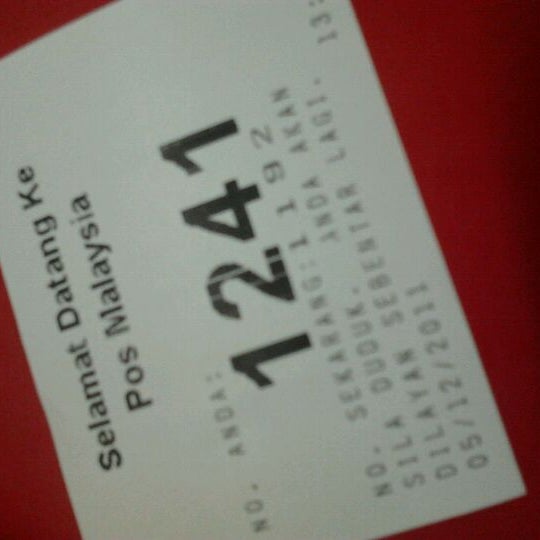 Selamat Datang Ke
Pos Malaysia
NO. ANDA:
1241
NO. SEKARANG:1192
SILA DUDUK. ANDA AKAN
DILAYAN SEBENTAR LAGI.
05/12/2011 13: